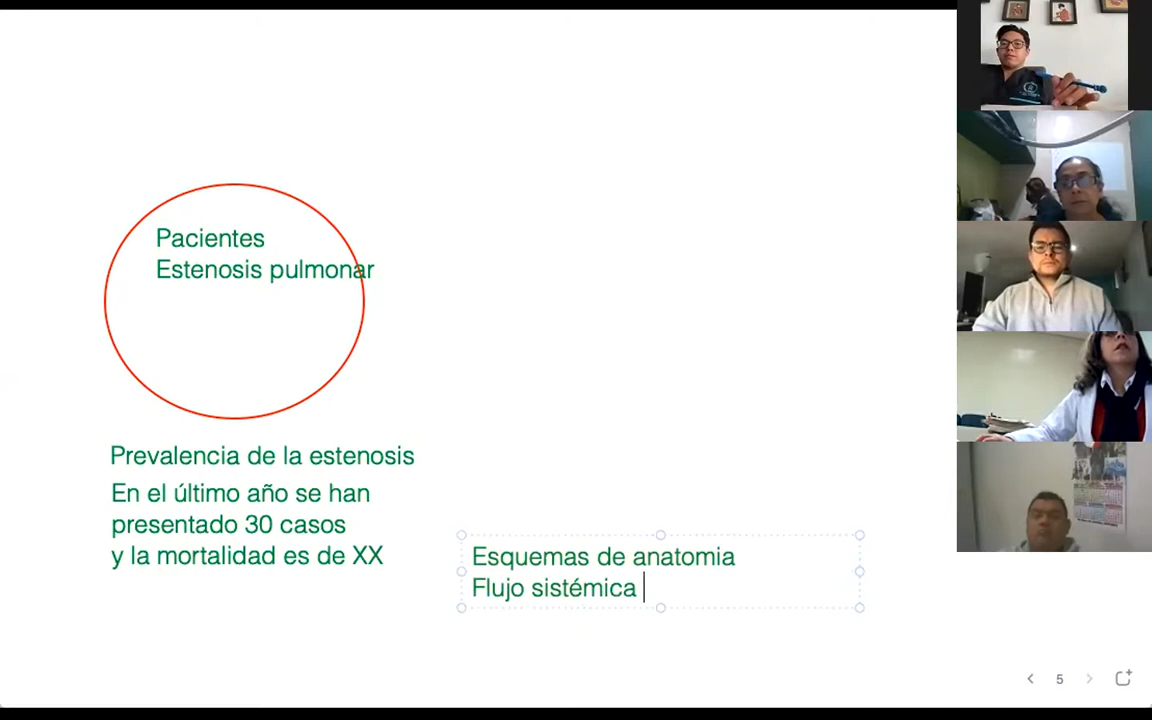 Pacientes
Estenosis pulmonar
Prevalencia de la estenosis
En el último año se han
presentado 30 casos
y la mortalidad es de XX
Esquemas de anatomia
Flujo sistémica
5